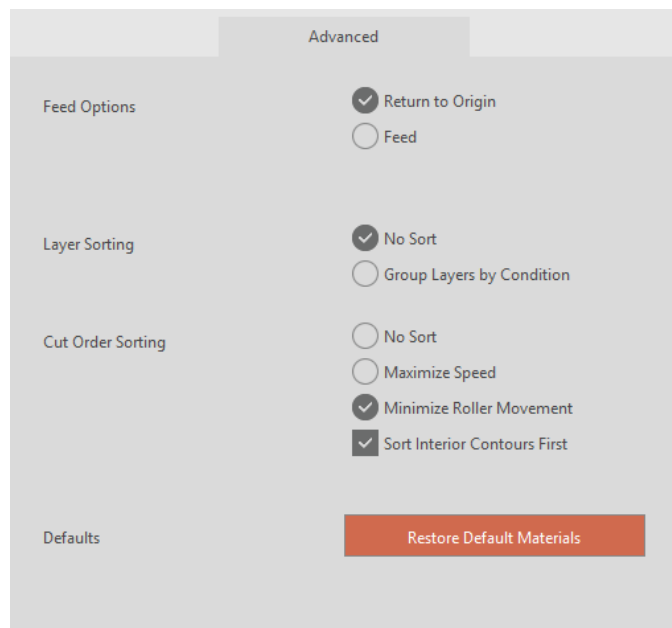 Advanced
Feed Options
Return to Origin
Feed
Layer Sorting
No Sort
Group Layers by Condition
Cut Order Sorting
No Sort
Maximize Speed
Minimize Roller Movement
Sort Interior Contours First
Defaults
Restore Default Materials